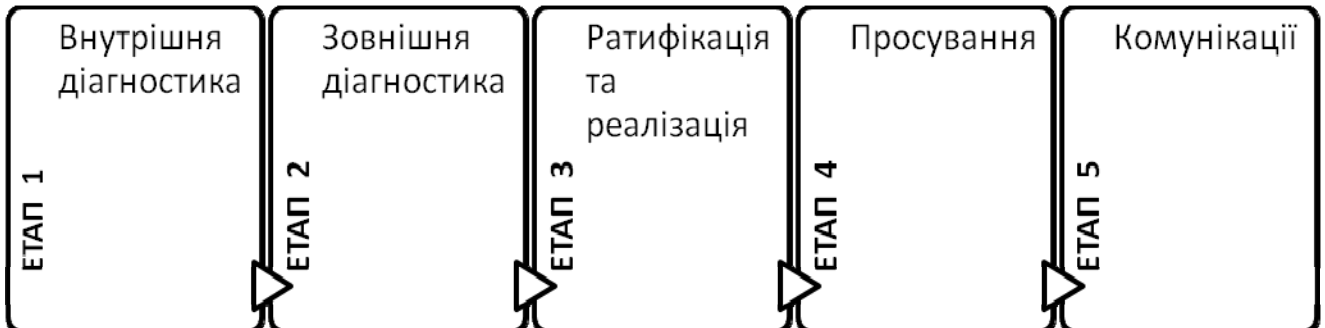 Внутрішня
діагностика
ЕТАП 1
Зовнішня
діагностика
ЕТАП 2
Ратифікація
та
реалізація
ЕТАП 3
Просування
ЕТАП 4
Комунікації
ЕТАП 5